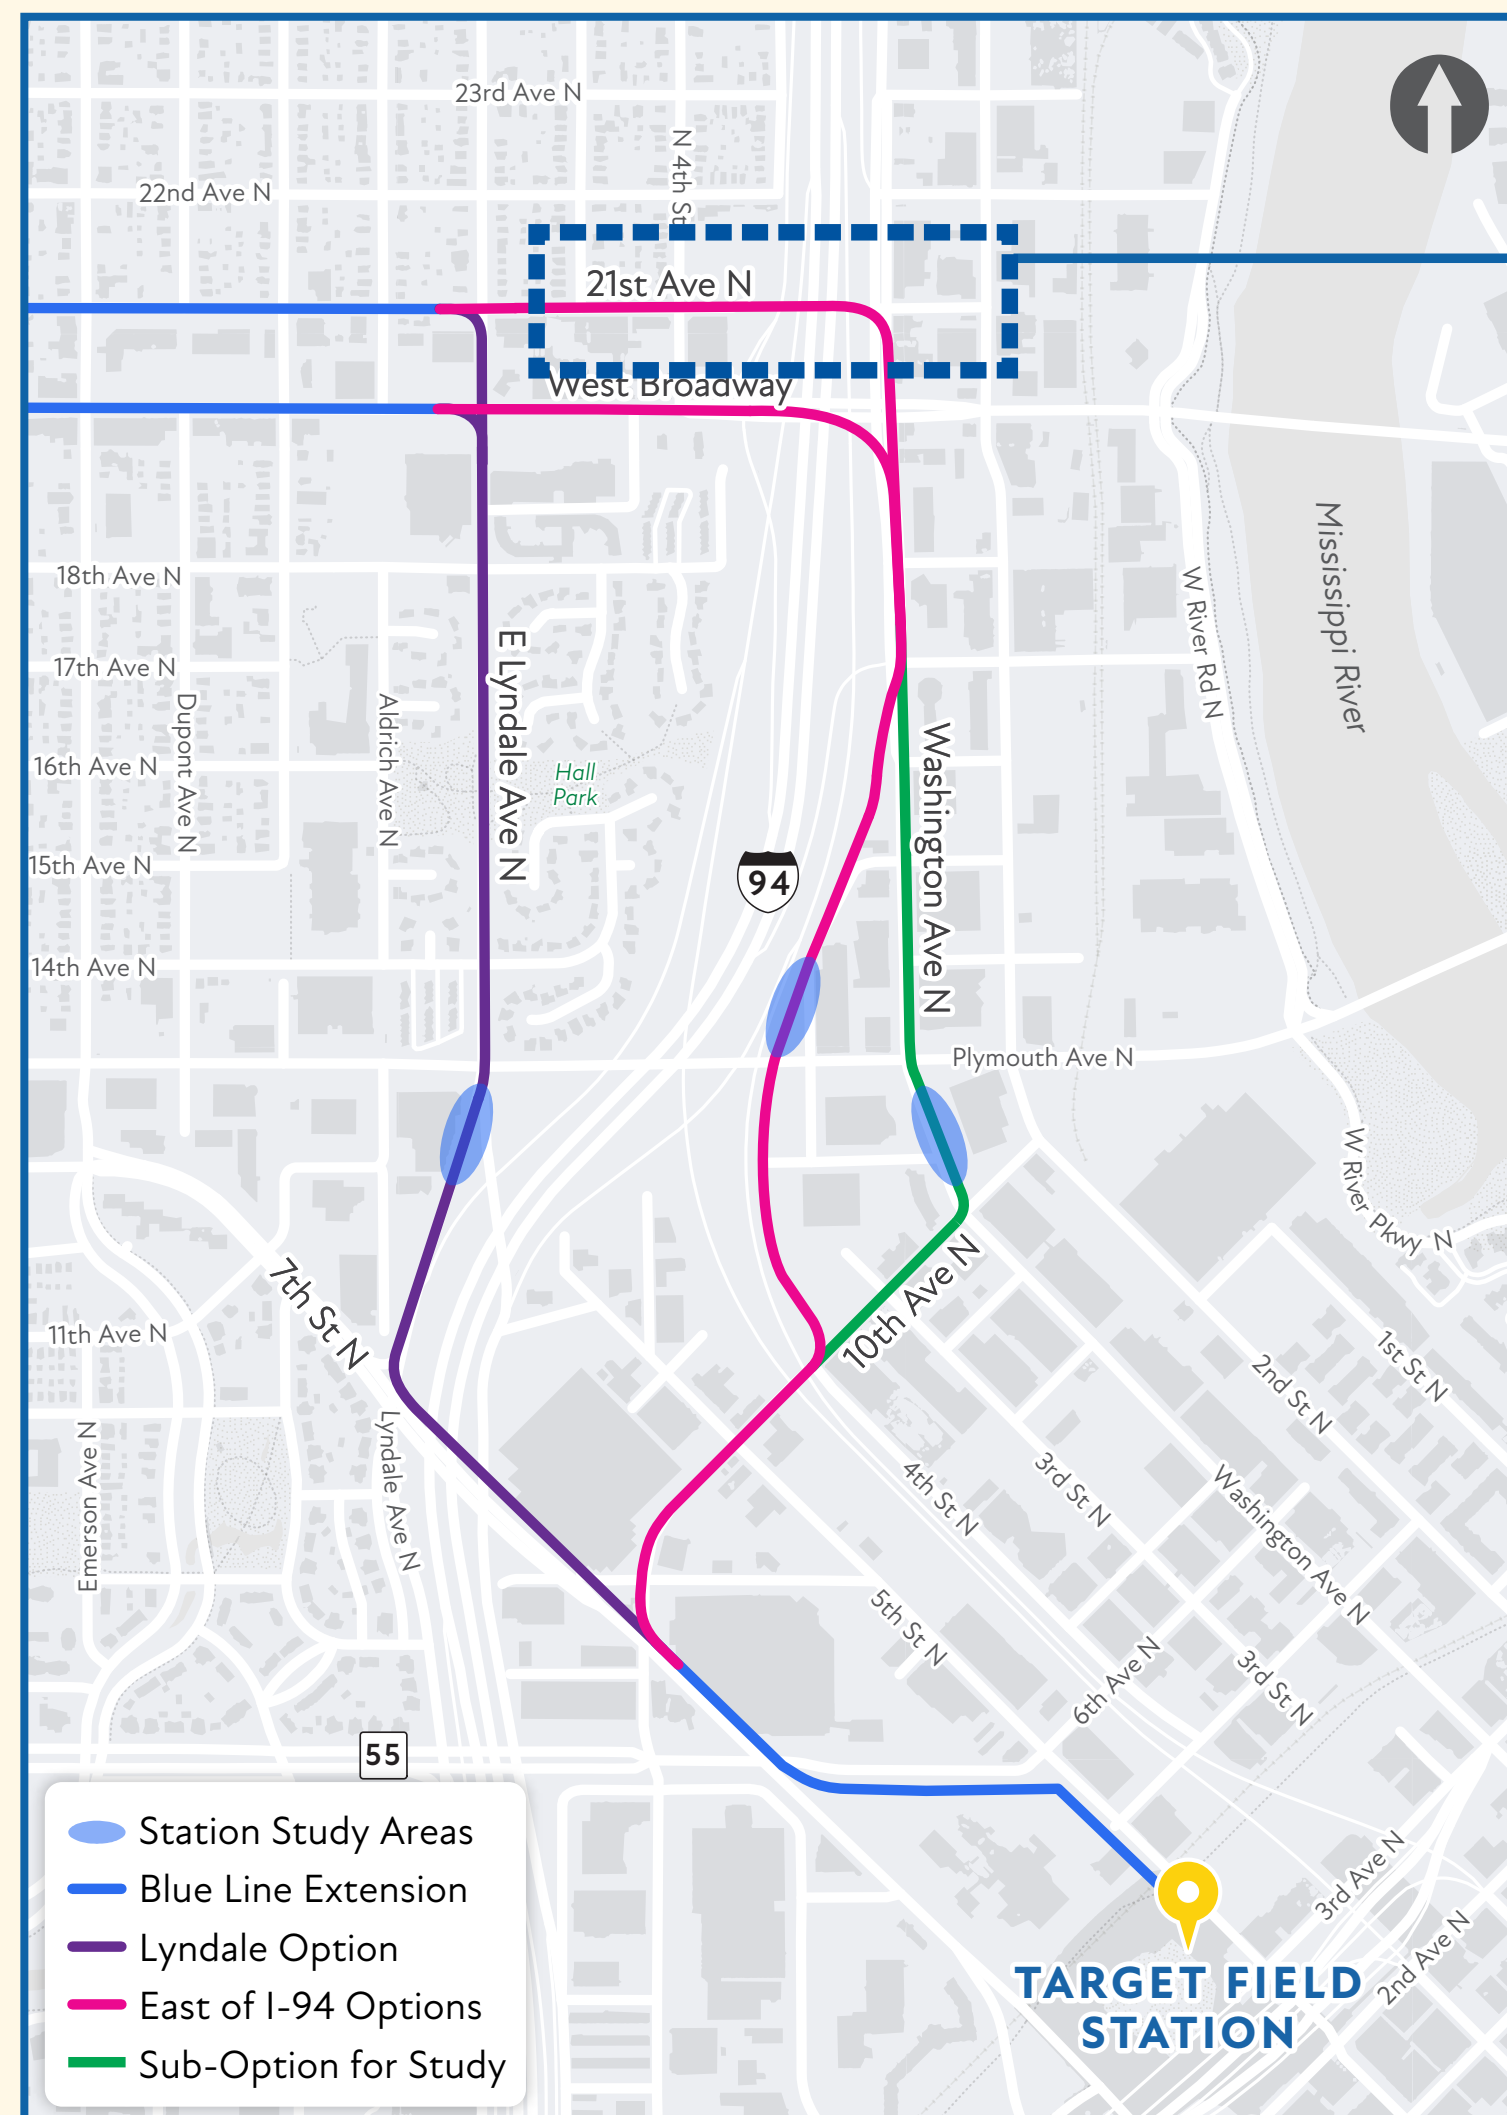 23rd Ave N
N 4th St
22nd Ave N
21st Ave N
West Broadway
Mississippi River
W River Rd N
18th Ave N
E Lyndale Ave N
17th Ave N
Dupont Ave N
Aldrich Ave N
Washington Ave N
16th Ave N
Hall
Park
15th Ave N
94
14th Ave N
Plymouth Ave N
W River Pkwy N
7th St N
10th Ave N
11th Ave N
1st St N
2nd St N
Lyndale Ave N
Emerson Ave N
4th St N
3rd St N
Washington Ave N
5th St N
6th Ave N
3rd St N
55
Station Study Areas
Blue Line Extension
Lyndale Option
East of I-94 Options
Sub-Option for Study
3rd Ave N
2nd Ave N
TARGET FIELD
STATION